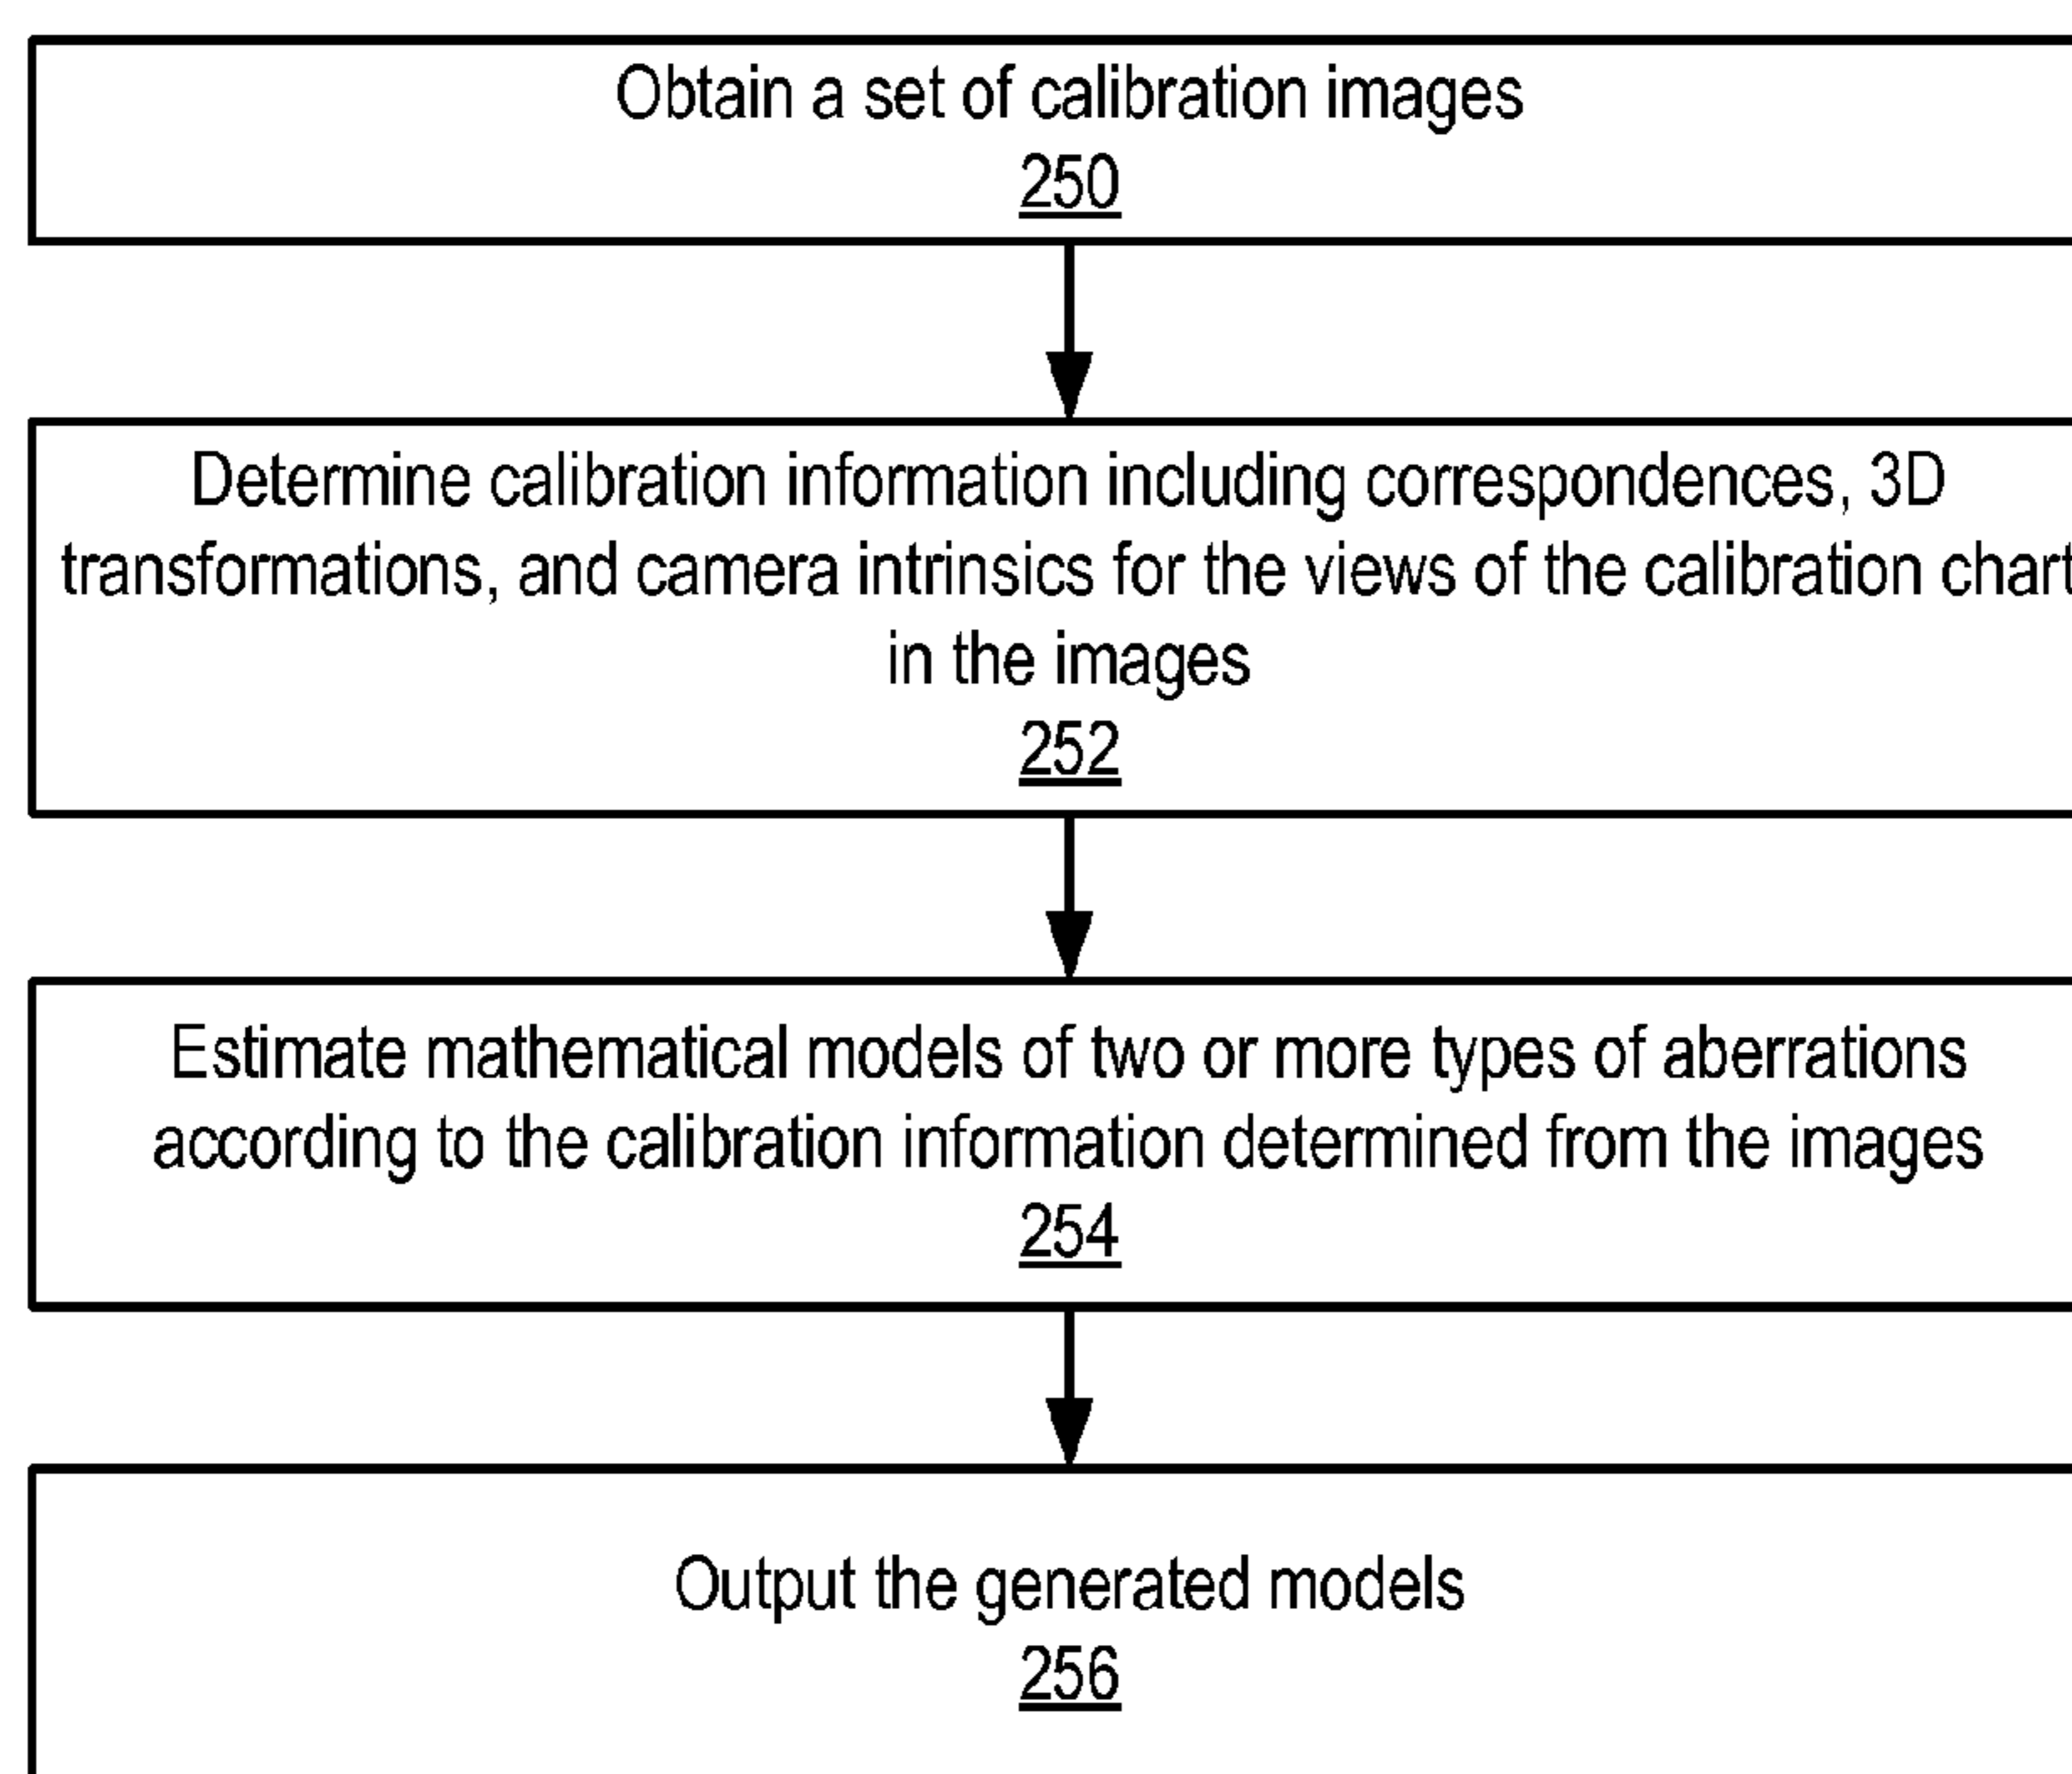 Obtain a set of calibration images
250
Determine calibration information including correspondences, 3D
transformations, and camera intrinsics for the views of the calibration chart
in the images
252
Estimate mathematical models of two or more types of aberrations
according to the calibration information determined from the images
254
Output the generated models
256